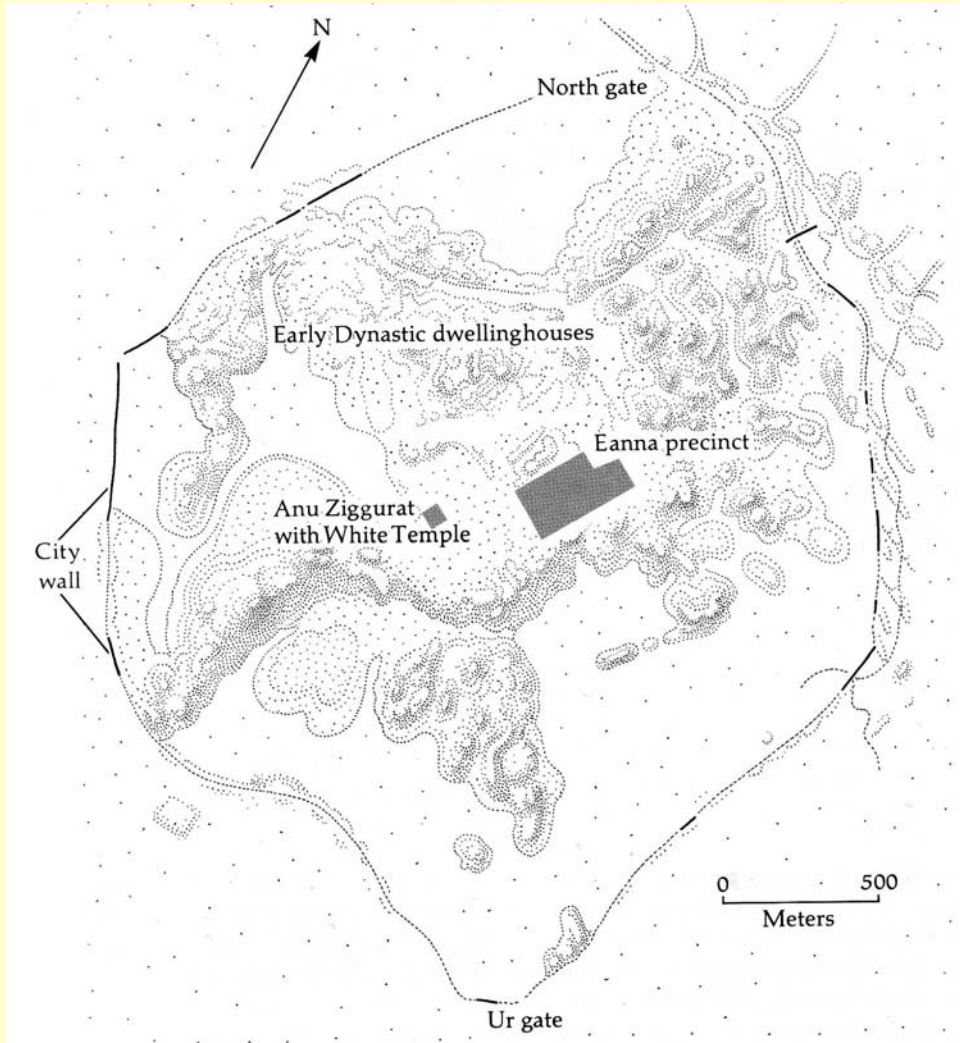 N
North gate
Early Dynastic dwellinghouses
Eanna precinct
Anu Ziggurat
with White Temple
City
wall
0 500
Meters
Ur gate